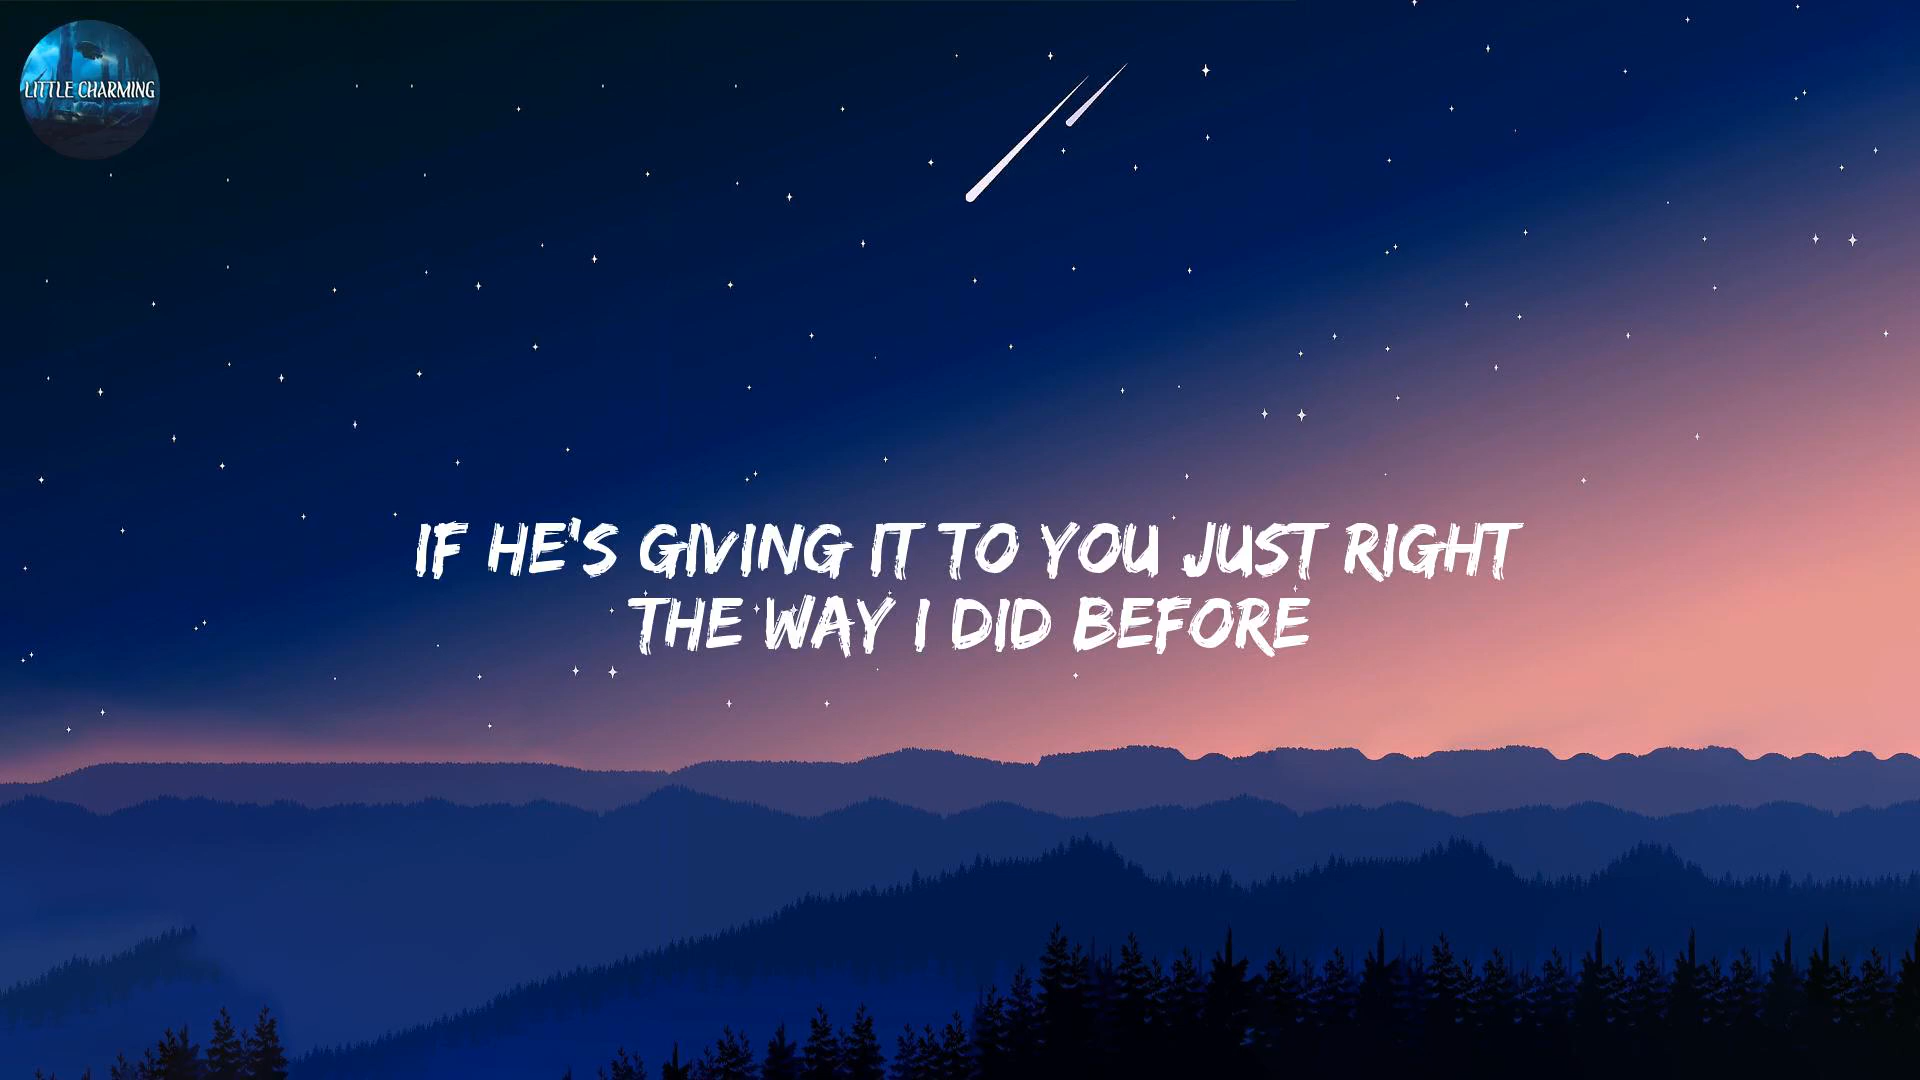 LITTLE CHARMING
IF HE'S GIVING IT TO YOU JUST RIGHT
THE WAY I DID BEFORE